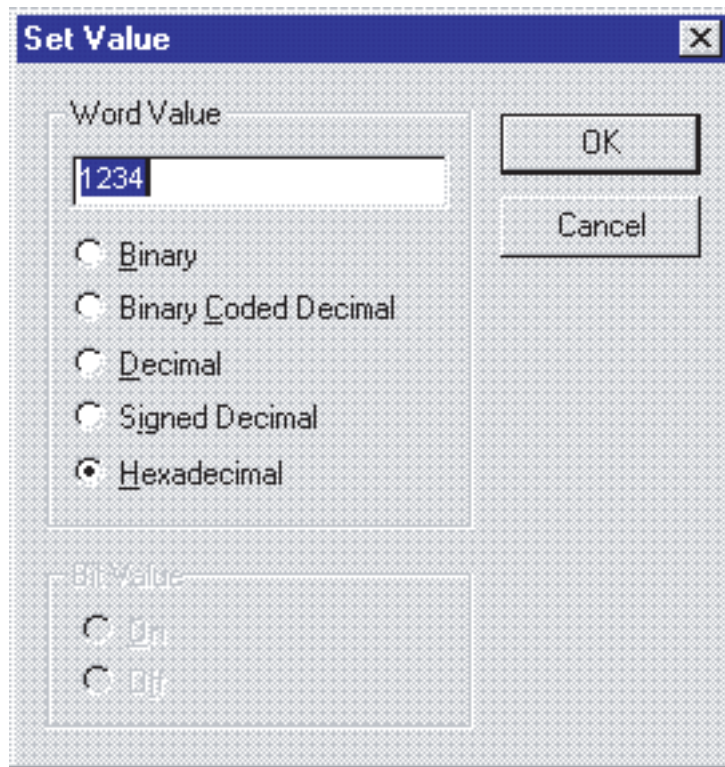 Set Value
Word Value
1234
OK
Cancel
Binary
Binary Coded Decimal
Decimal
Signed Decimal
Hexadecimal
Bit Value
On
Off